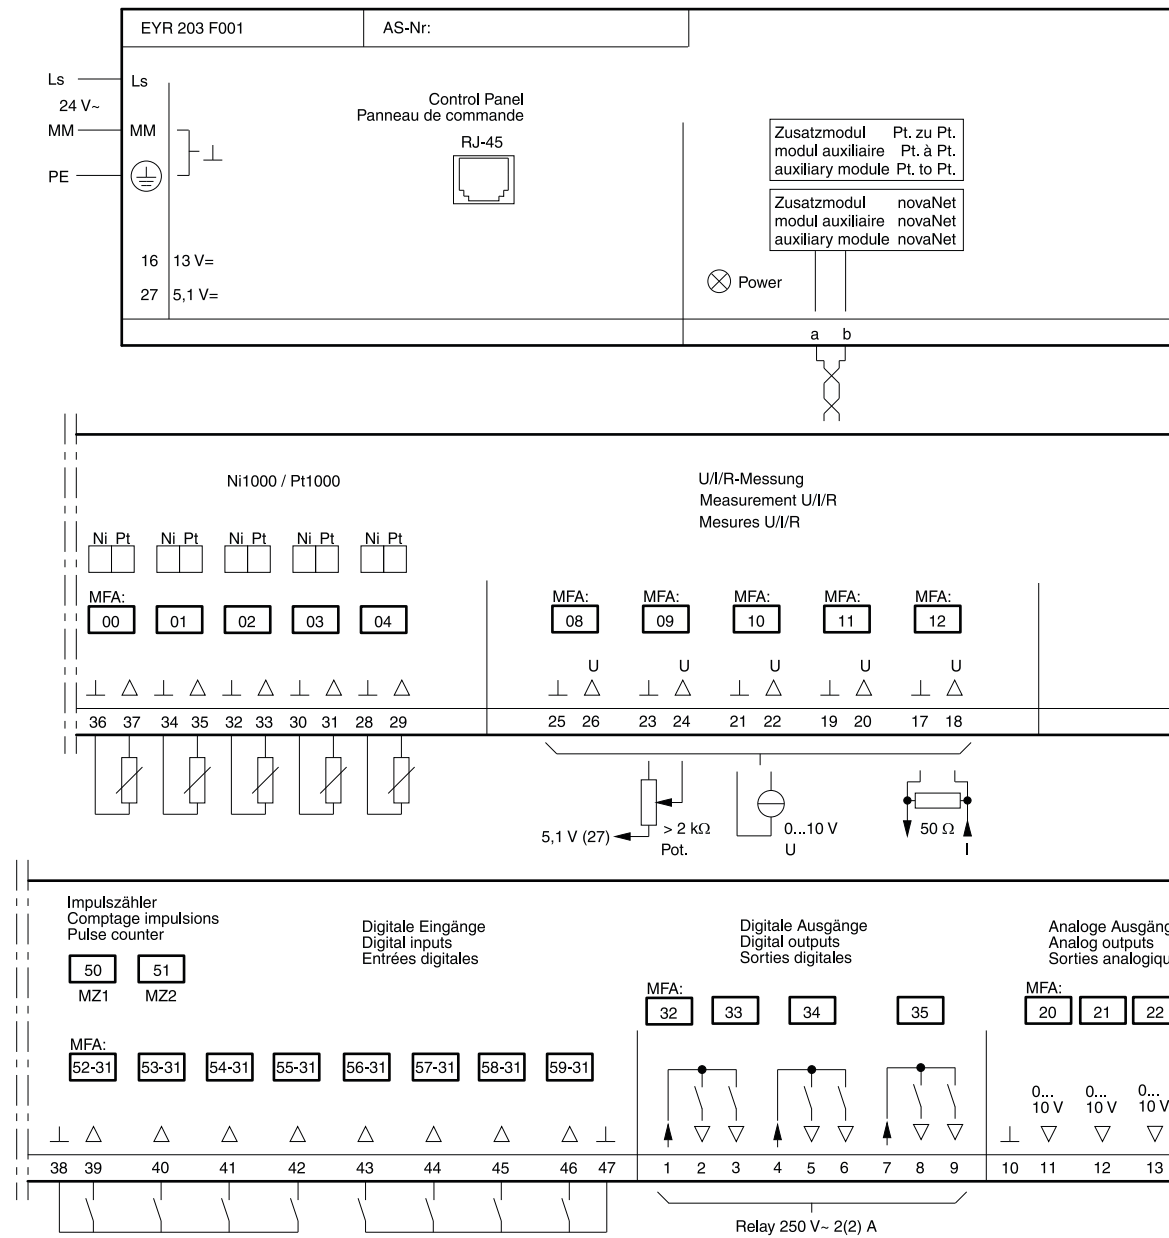 EYR 203 F001 AS-Nr:
Ls Ls
24 V~
MM MM
PE
Control Panel
Panneau de commande
RJ-45
16 13 V=
27 5,1 V=
Zusatzmodul Pt. zu Pt.
modul auxiliaire Pt. à Pt.
auxiliary module Pt. to Pt.
Zusatzmodul novaNet
modul auxiliaire novaNet
auxiliary module novaNet
Power
a b
Ni1000 / Pt1000
U/I/R-Messung
Measurement U/I/R
Mesures U/I/R
Ni Pt Ni Pt Ni Pt Ni Pt Ni Pt
MFA: MFA: MFA: MFA: MFA: MFA:
00 01 02 03 04 08 09 10 11 12
U U U U U
36 37 34 35 32 33 30 31 28 29 25 26 23 24 21 22 19 20 17 18
5,1 V (27) > 2 kΩ 0...10 V 50 Ω
Pot. U I
Impulszähler
Comptage impulsions
Pulse counter
50 51
MZ1 MZ2
Digitale Eingänge
Digital inputs
Entrées digitales
Digitale Ausgänge
Digital outputs
Sorties digitales
Analoge Ausgäng
Analog outputs
Sorties analogiqu
MFA: MFA:
32 33 34 35 20 21 22
MFA:
52-31 53-31 54-31 55-31 56-31 57-31 58-31 59-31
0... 0... 0...
10 V 10 V 10 V
38 39 40 41 42 43 44 45 46 47 1 2 3 4 5 6 7 8 9 10 11 12 13
Relay 250 V~ 2(2) A